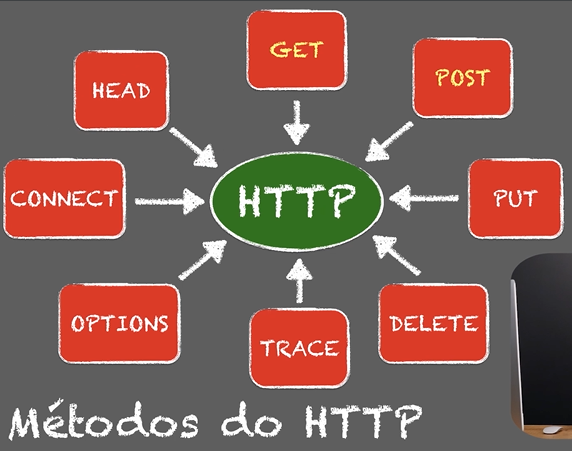 GET
POST
HEAD
CONNECT
HTTP
PUT
OPTIONS
TRACE
DELETE
Métodos do HTTP